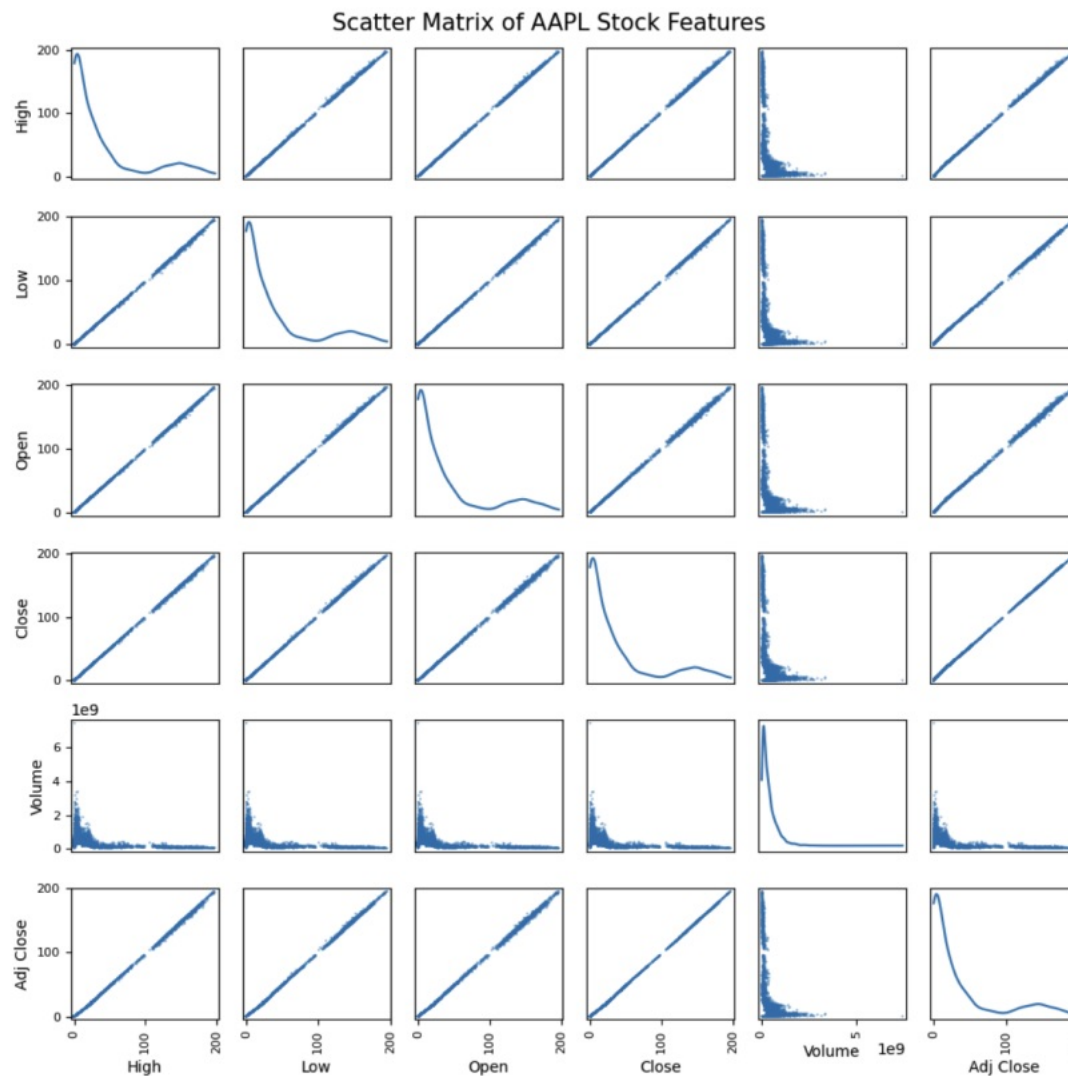 Scatter Matrix of AAPL Stock Features
200
100
0
High
200
100
0
Low
200
100
0
Open
200
100
0
Close
1e9
6
4
2
0
Volume
200
100
0
Adj Close
0 100 200 0 100 200 0 100 200 0 100 200 0 5 1e9 0 100
High Low Open Close Volume Adj Close